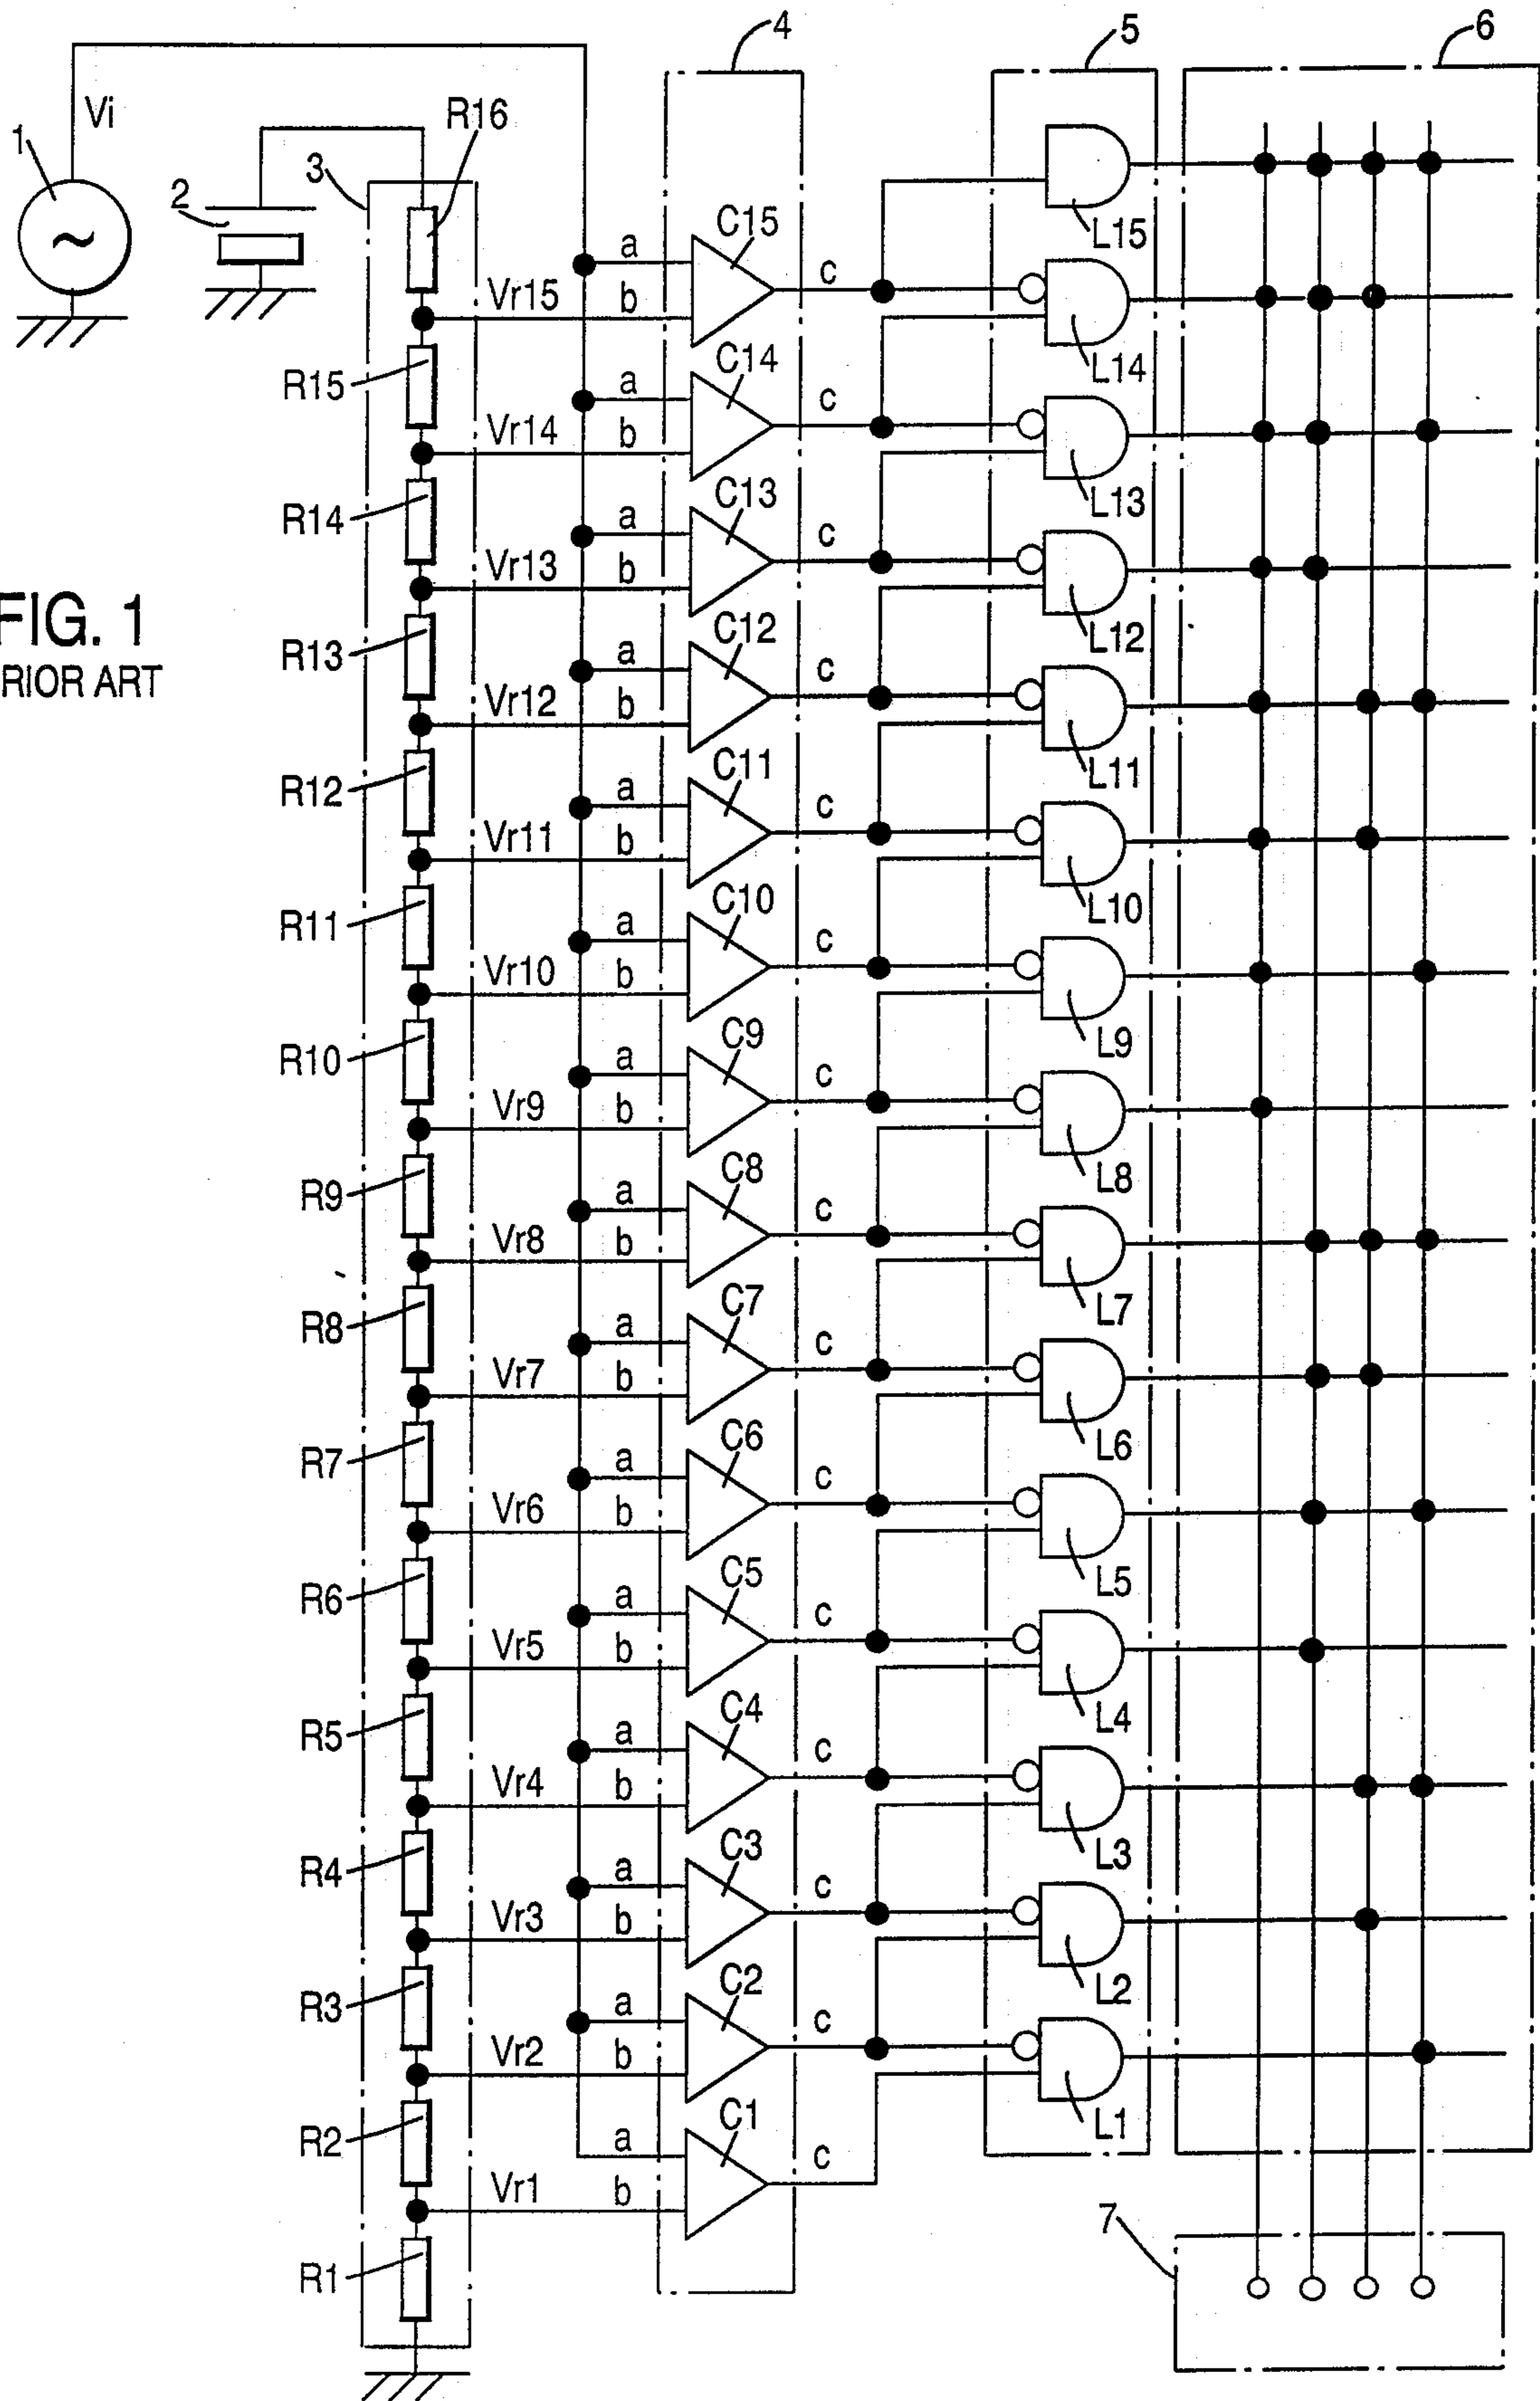 4
5
6
Vi
R16
1
3
2
C15
a
c
L15
Vr15
b
C14
L14
R15
a
c
Vr14
b
C13
L13
R14
a
c
Vr13
b
FIG. 1
C12
L12
R13
a
c
RIOR ART
Vr12
b
C11
L11
R12
a
c
Vr11
b
C10
L10
R11
a
c
Vr10
b
C9
L9
R10
a
c
Vr9
b
C8
L8
R9
a
c
Vr8
b
C7
L7
R8
a
c
Vr7
b
C6
L6
R7
a
c
Vr6
b
C5
L5
R6
a
c
Vr5
b
C4
L4
R5
a
c
Vr4
b
C3
L3
R4
a
c
Vr3
b
C2
L2
R3
a
c
Vr2
b
C1
L1
R2
a
c
Vr1
b
7
R1